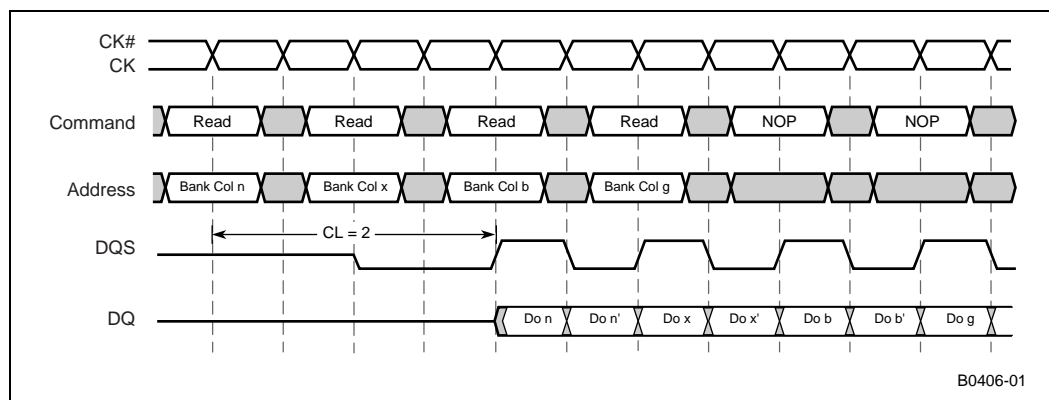 CK#
CK
Command Read Read Read Read NOP NOP
Address Bank Col n Bank Col x Bank Col b Bank Col g
CL = 2
DQS
DQ Do n Do n' Do x Do x' Do b Do b' Do g
B0406-01